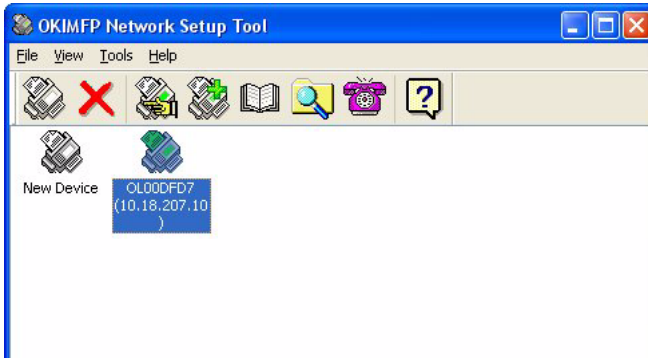 OKIMFP Network Setup Tool
File View Tools Help
New Device
OL00DFD7
(10.18.207.10
)